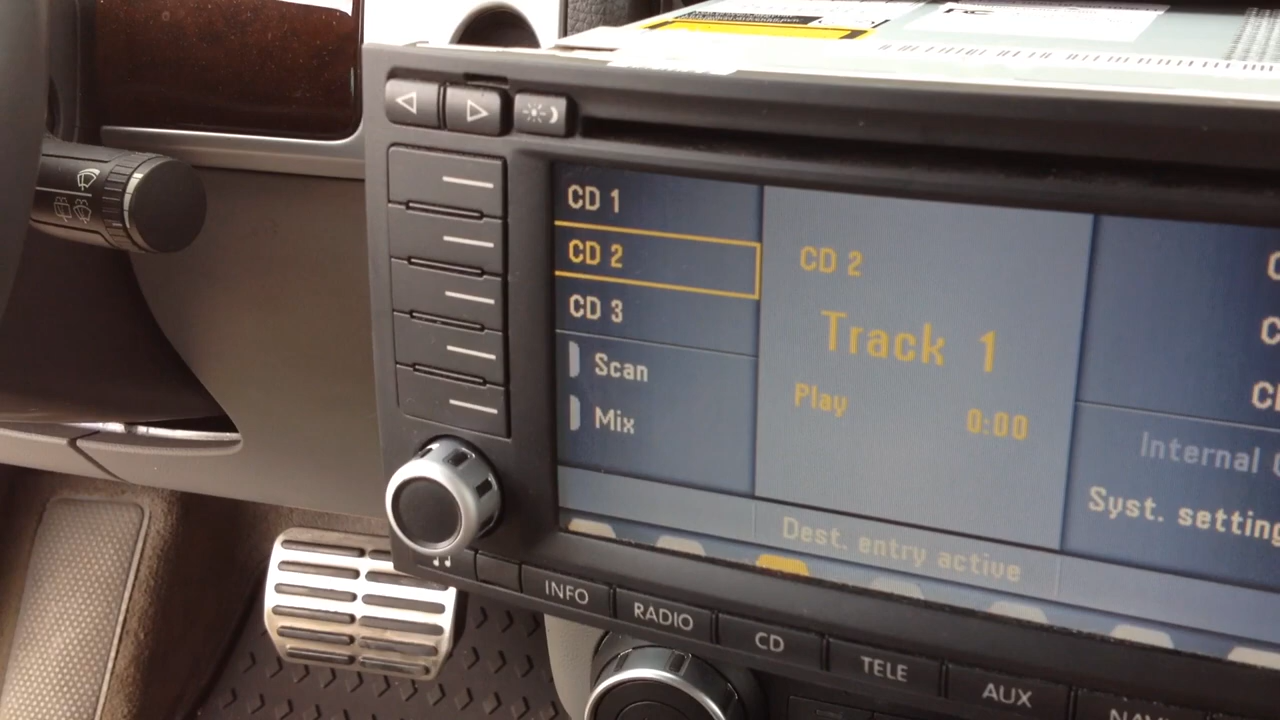 CD 1
CD 2
CD 3
Scan
Mix
CD 2
Track 1
Play 0:00
Internal
Syst. setting
Dest. entry active
INFO
RADIO
CD
TELE
AUX